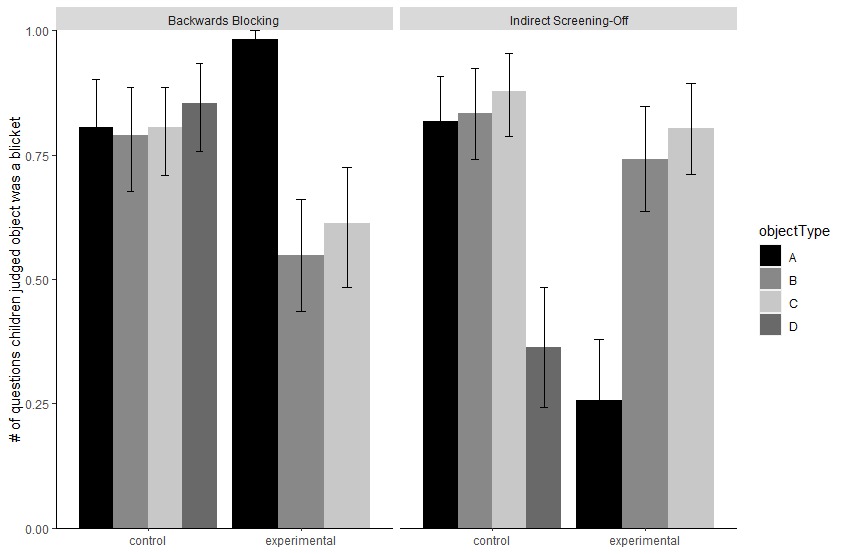 Backwards Blocking
Indirect Screening-Off
# of questions children judged object was a blicket
1.00
0.75
0.50
0.25
0.00
control
experimental
control
experimental
objectType
A
B
C
D